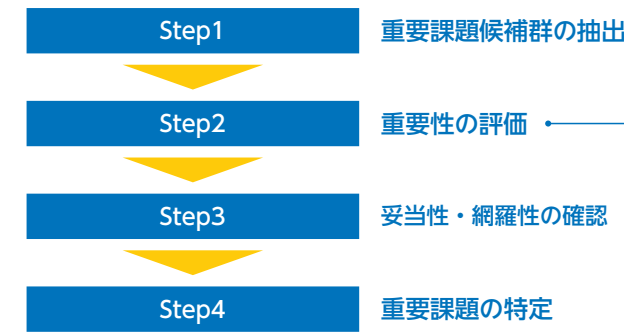 Step1
重要課題候補群の抽出
Step2
重要性の評価
Step3
妥当性・網羅性の確認
Step4
重要課題の特定